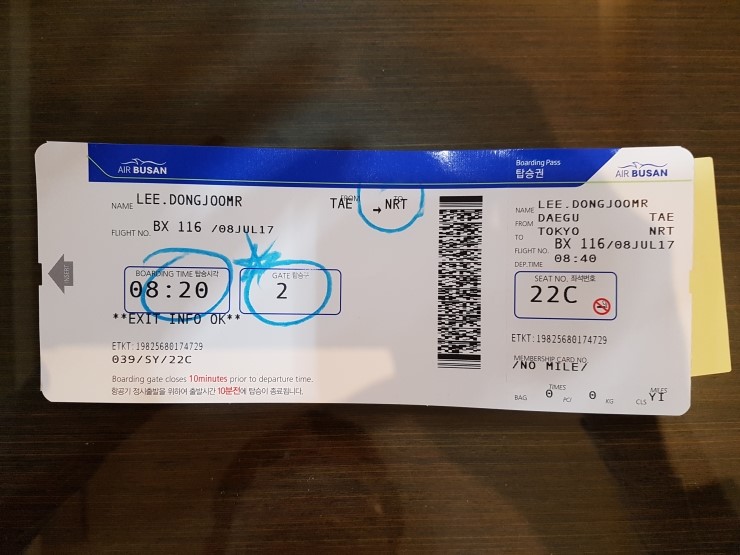 AIR BUSAN
NAME LEE.DONGJOOMR
FROM TO
TAE → NRT
FLIGHT NO. BX 116 /08JUL17
BOARDING TIME 탑승시각
08:20
GATE 탑승구
2
**EXIT INFO OK**
ETKT:19825680174729
039/SY/22C
Boarding gate closes 10minutes prior to departure time.
항공기 정시출발을 위하여 출발시간 10분전에 탑승이 종료됩니다.
INSERT
Boarding Pass
탑승권
AIR BUSAN
NAME LEE.DONGJOOMR
FROM DAEGU TAE
TO TOKYO NRT
FLIGHT NO. BX 116/08JUL17
DEP.TIME 08:40
SEAT NO. 좌석번호
22C
ETKT:19825680174729
MEMBERSHIP CARD NO.
/NO MILE/
TIMES MILES
BAG 0 PC/ 0 KG CLS YI